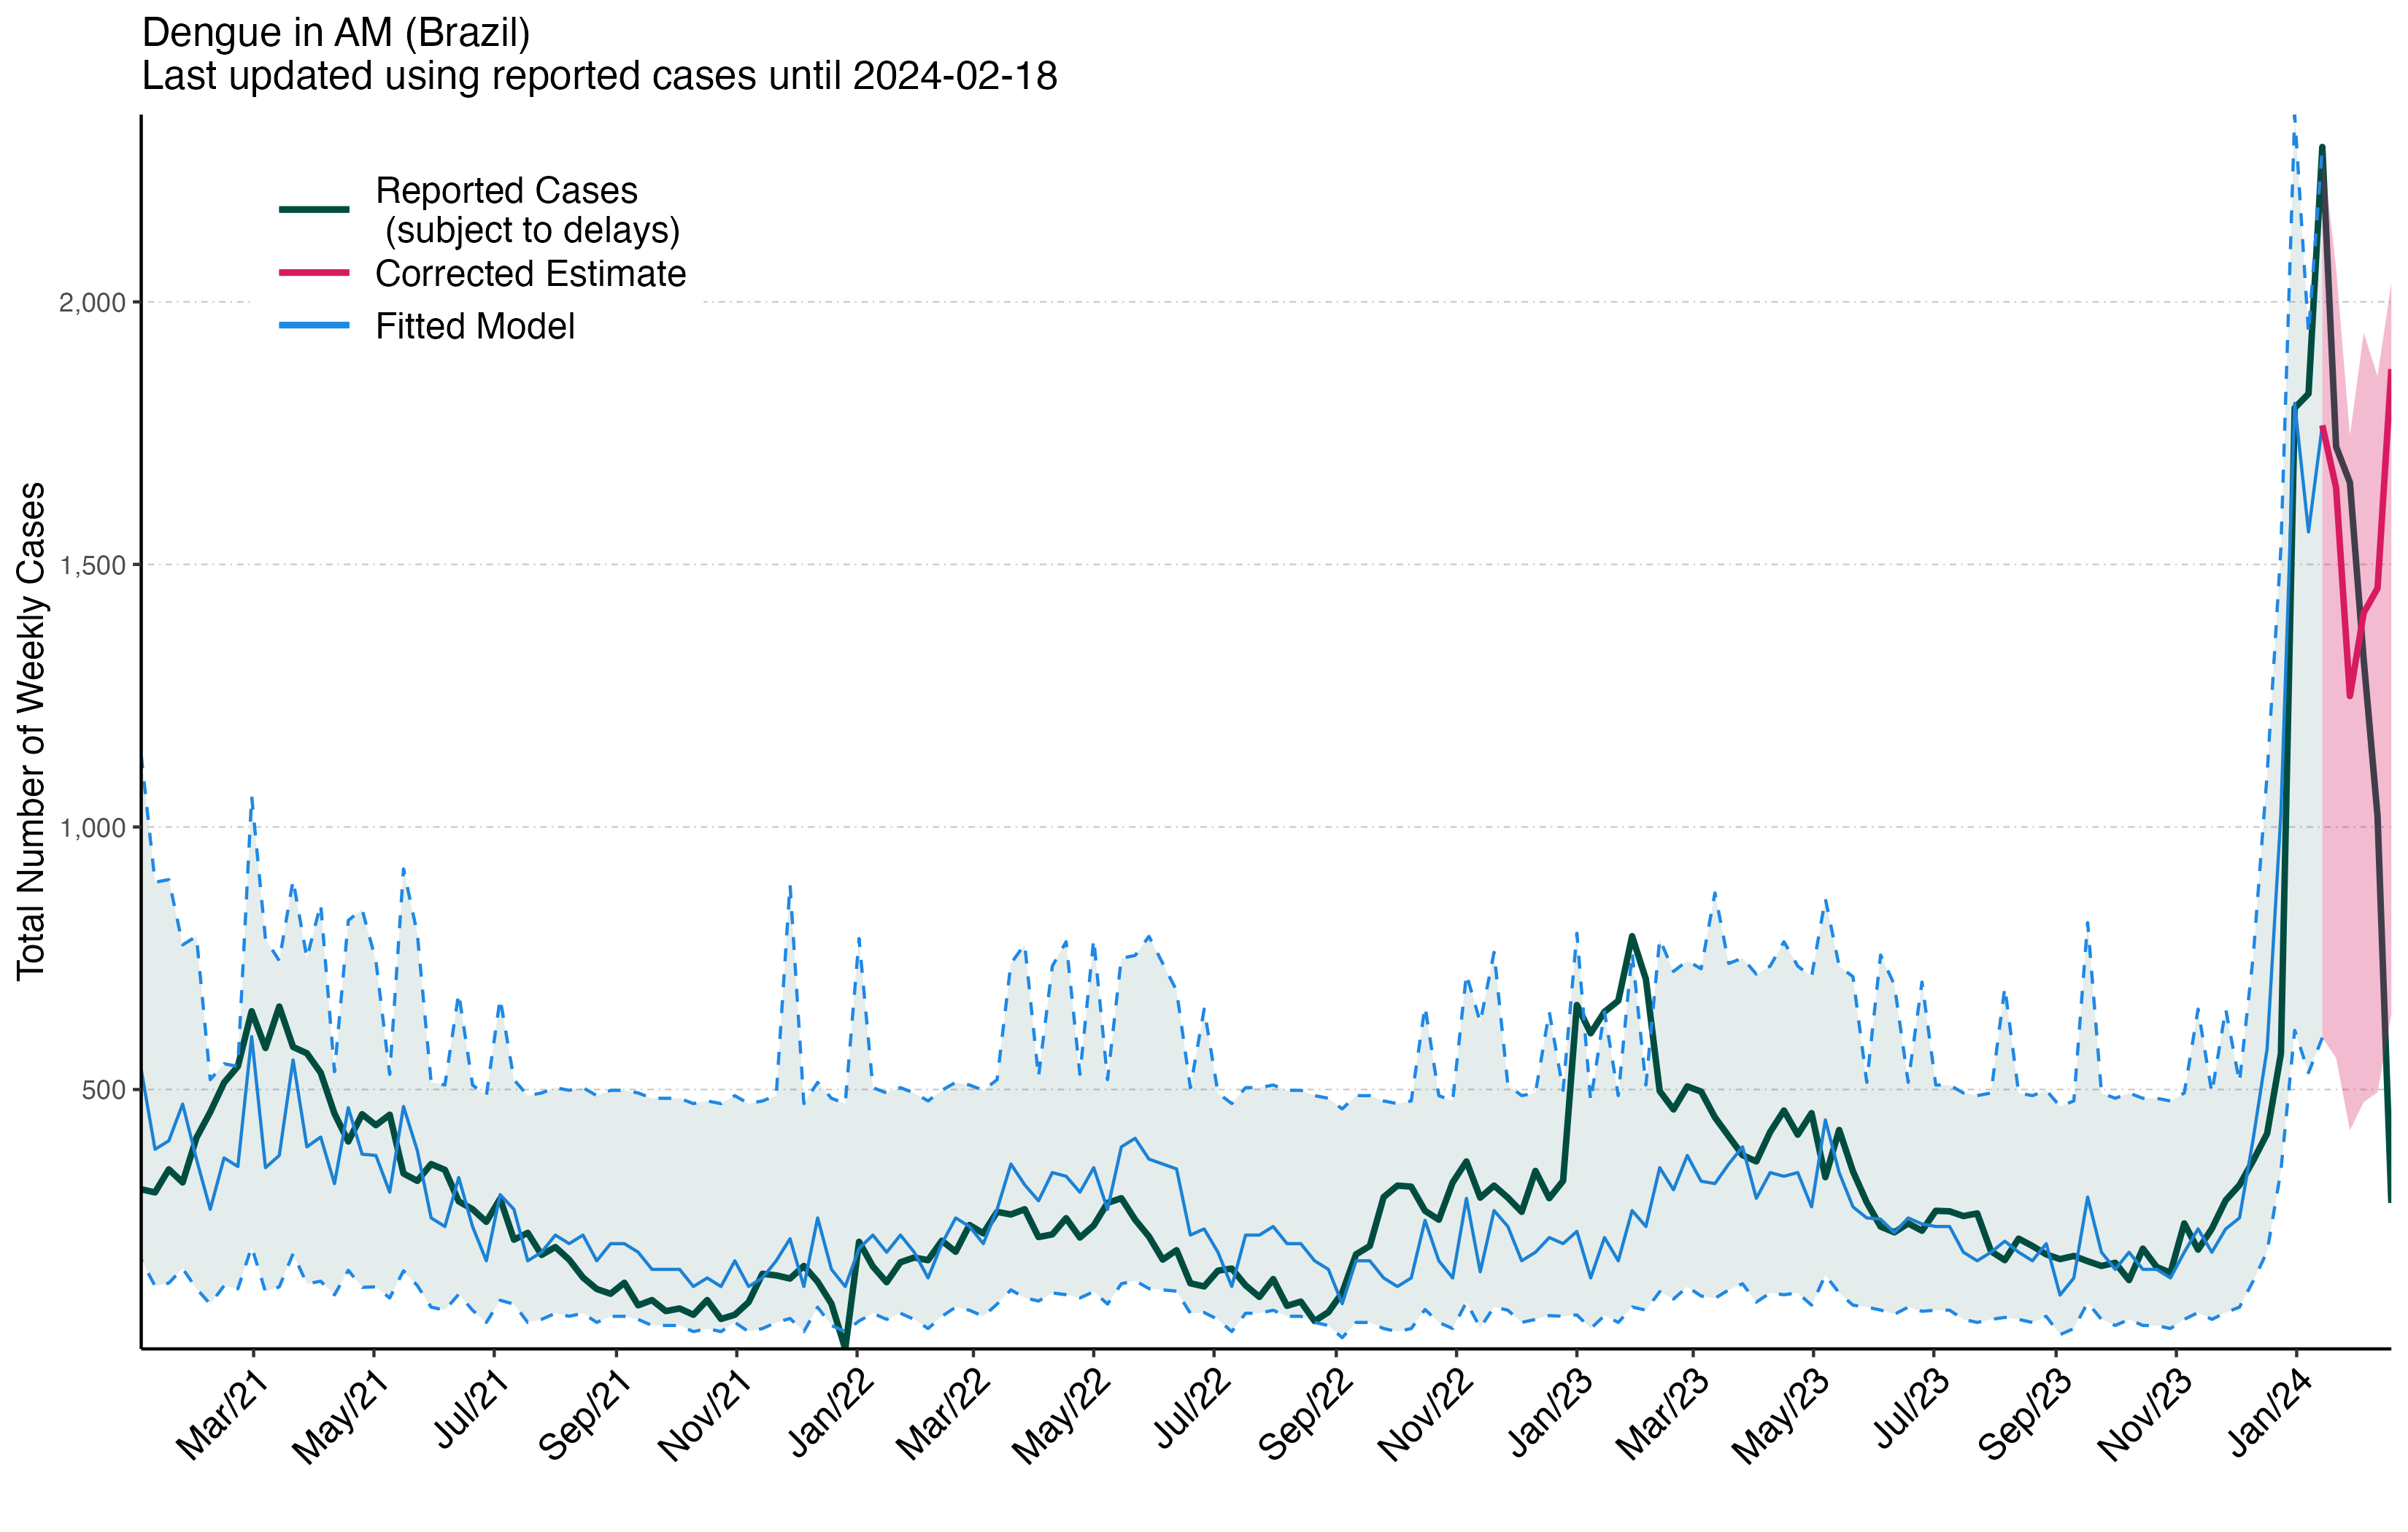 Dengue in AM (Brazil)
Last updated using reported cases until 2024-02-18
Total Number of Weekly Cases
2,000
1,500
1,000
500
Reported Cases
(subject to delays)
Corrected Estimate
Fitted Model
Mar/21
May/21
Jul/21
Sep/21
Nov/21
Jan/22
Mar/22
May/22
Jul/22
Sep/22
Nov/22
Jan/23
Mar/23
May/23
Jul/23
Sep/23
Nov/23
Jan/24